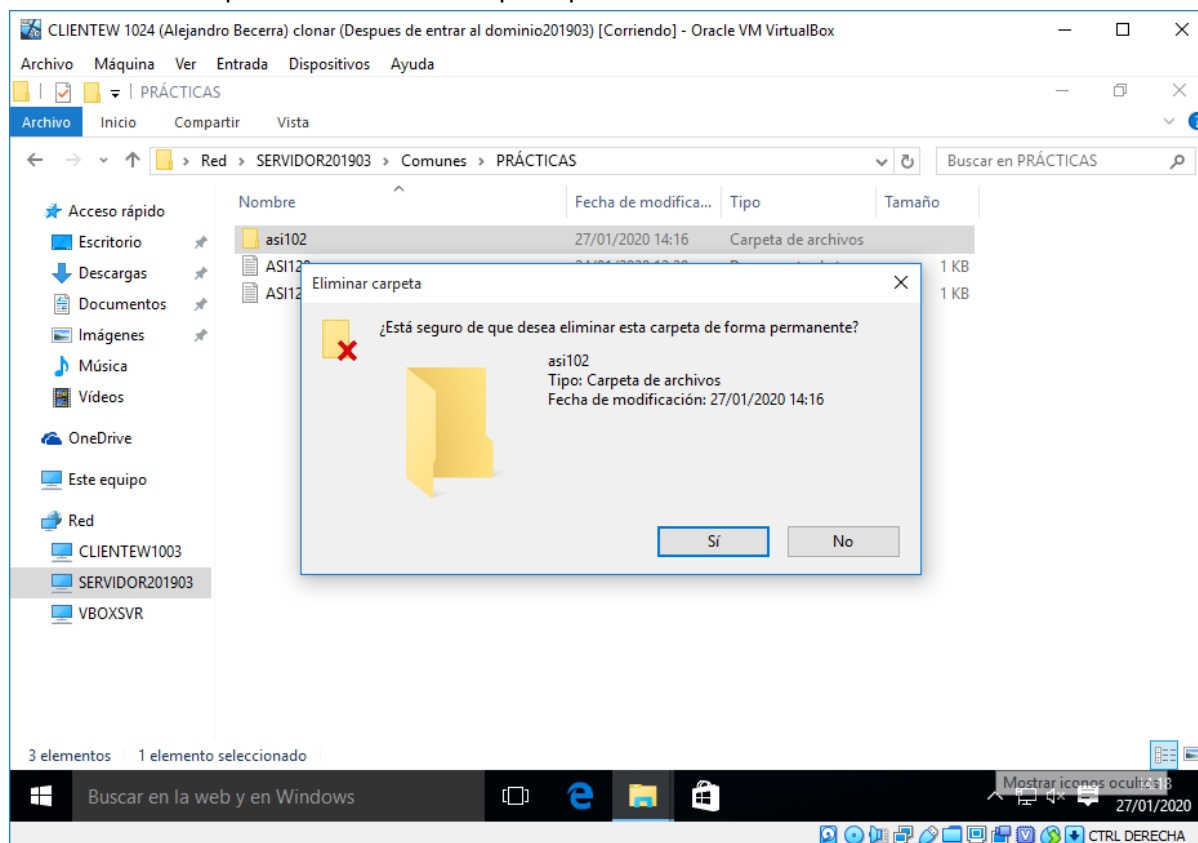 CLIENTEW 1024 (Alejandro Becerra) clonar (Despues de entrar al dominio201903) [Corriendo] - Oracle VM VirtualBox
Archivo Máquina Ver Entrada Dispositivos Ayuda
PRÁCTICAS
Archivo Inicio Compartir Vista
Red > SERVIDOR201903 > Comunes > PRÁCTICAS
Buscar en PRÁCTICAS
Nombre Fecha de modifica... Tipo Tamaño
Acceso rápido
Escritorio
Descargas
Documentos
Imágenes
Música
Vídeos
OneDrive
Este equipo
Red
CLIENTEW1003
SERVIDOR201903
VBOXSVR
asi102 27/01/2020 14:16 Carpeta de archivos
1 KB
1 KB
Eliminar carpeta
¿Está seguro de que desea eliminar esta carpeta de forma permanente?
asi102
Tipo: Carpeta de archivos
Fecha de modificación: 27/01/2020 14:16
Sí No
3 elementos 1 elemento seleccionado
Buscar en la web y en Windows
Mostrar iconos ocultos
27/01/2020
CTRL DERECHA